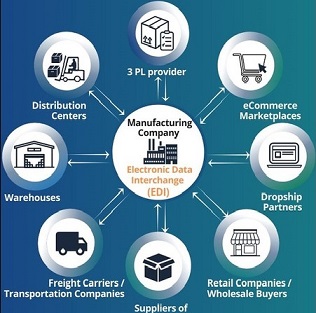 3 PL provider
Distribution
Centers
eCommerce
Marketplaces
Manufacturing
Company
Electronic Data
Interchange
(EDI)
Warehouses
Dropship
Partners
Freight Carriers /
Transportation Companies
Retail Companies /
Wholesale Buyers
Suppliers of